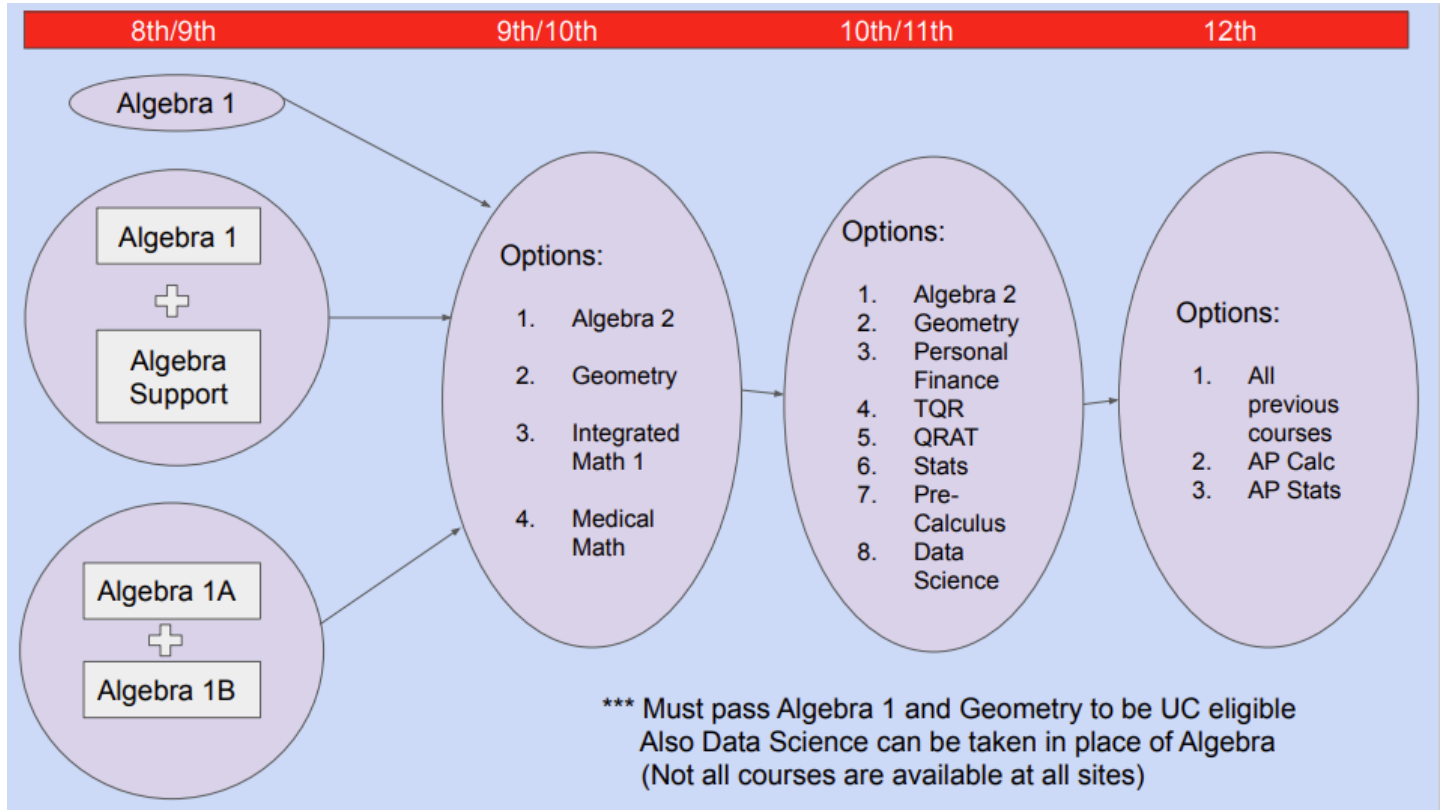 8th/9th
9th/10th
10th/11th
12th
Algebra 1
Algebra 1
Algebra
Support
Algebra 1A
Algebra 1B
Options:
1. Algebra 2
2. Geometry
3. Integrated
Math 1
4. Medical
Math
Options:
1. Algebra 2
2. Geometry
3. Personal
Finance
4. TQR
5. QRAT
6. Stats
7. Pre-
Calculus
8. Data
Science
Options:
1. All
previous
courses
2. AP Calc
3. AP Stats
*** Must pass Algebra 1 and Geometry to be UC eligible
Also Data Science can be taken in place of Algebra
(Not all courses are available at all sites)